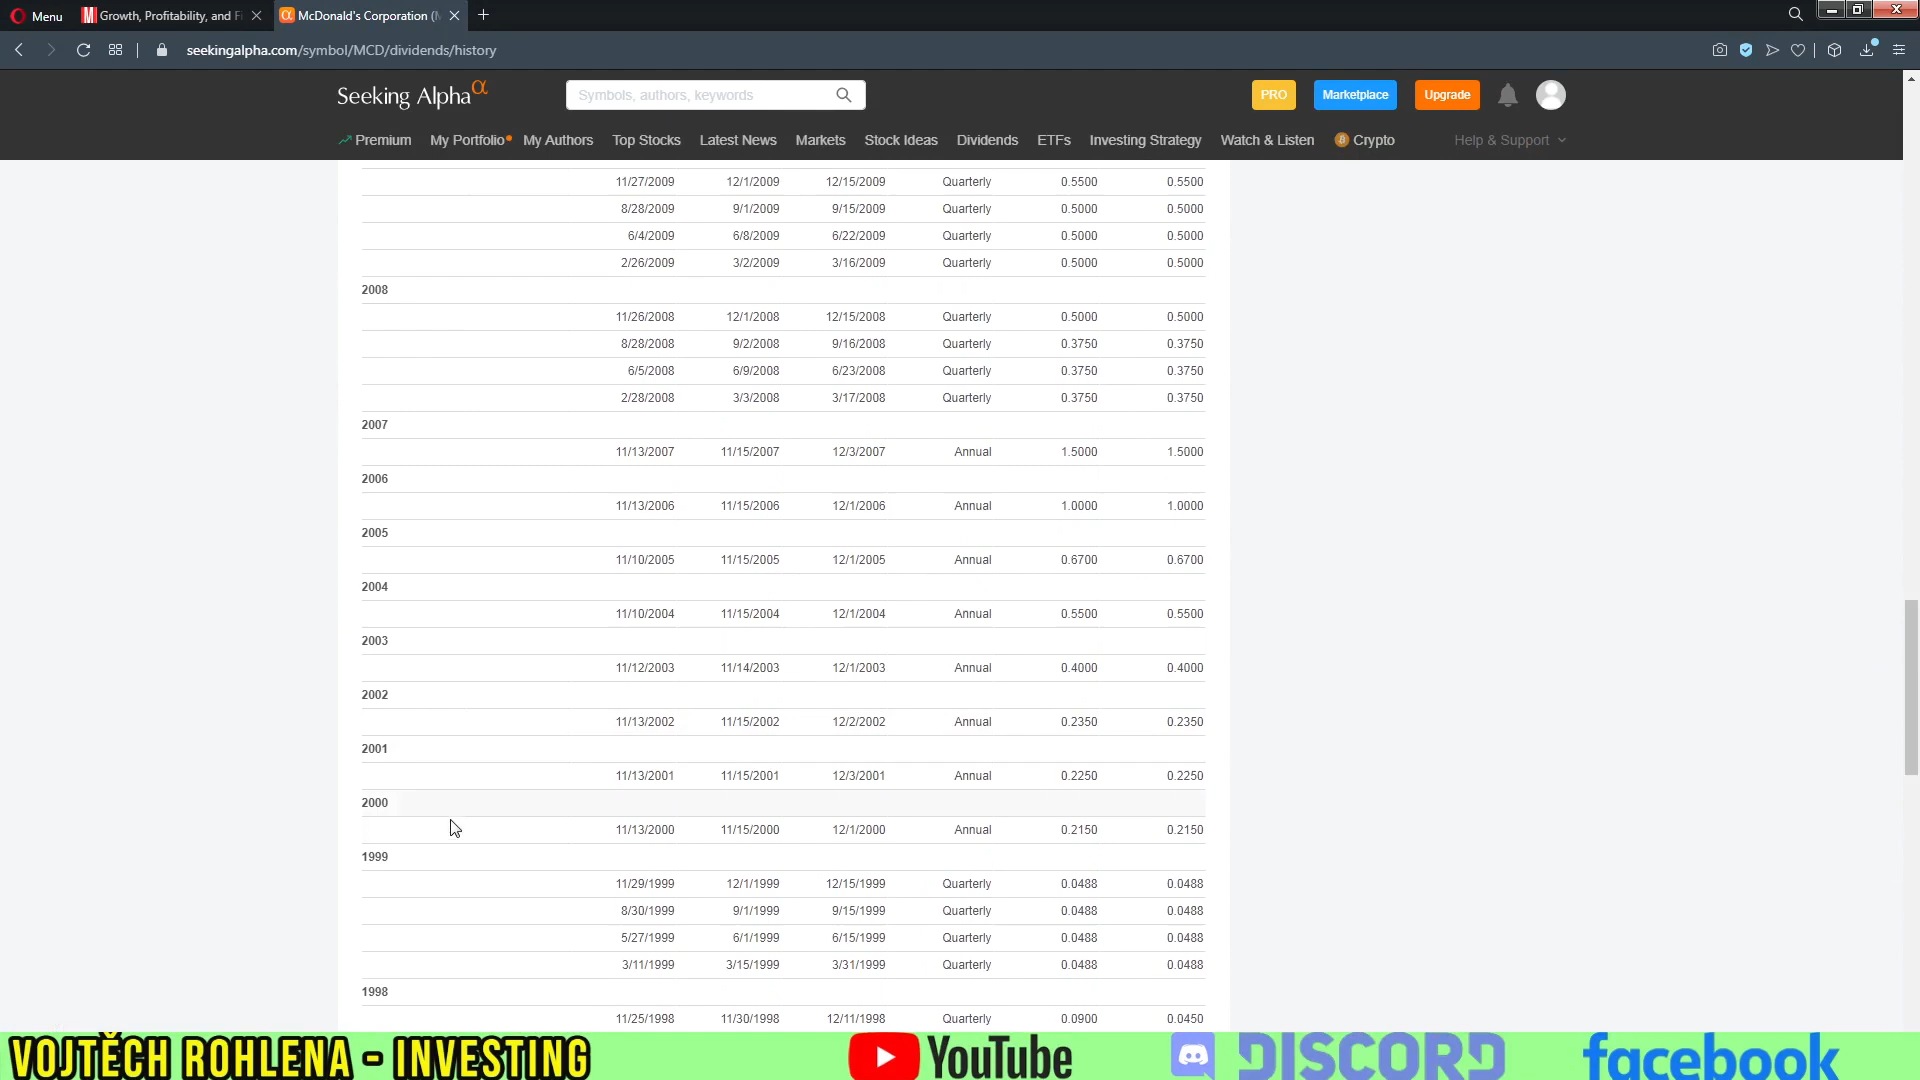 Menu
Growth, Profitability, and Fi
McDonald's Corporation (M
seekingalpha.com/symbol/MCD/dividends/history
Seeking Alpha α
Symbols, authors, keywords
PRO
Marketplace
Upgrade
Premium My Portfolio My Authors Top Stocks Latest News Markets Stock Ideas Dividends ETFs Investing Strategy Watch & Listen Crypto Help & Support
11/27/2009 12/1/2009 12/15/2009 Quarterly 0.5500 0.5500
8/28/2009 9/1/2009 9/15/2009 Quarterly 0.5000 0.5000
6/4/2009 6/8/2009 6/22/2009 Quarterly 0.5000 0.5000
2/26/2009 3/2/2009 3/16/2009 Quarterly 0.5000 0.5000
2008
11/26/2008 12/1/2008 12/15/2008 Quarterly 0.5000 0.5000
8/28/2008 9/2/2008 9/16/2008 Quarterly 0.3750 0.3750
6/5/2008 6/9/2008 6/23/2008 Quarterly 0.3750 0.3750
2/28/2008 3/3/2008 3/17/2008 Quarterly 0.3750 0.3750
2007
11/13/2007 11/15/2007 12/3/2007 Annual 1.5000 1.5000
2006
11/13/2006 11/15/2006 12/1/2006 Annual 1.0000 1.0000
2005
11/10/2005 11/15/2005 12/1/2005 Annual 0.6700 0.6700
2004
11/10/2004 11/15/2004 12/1/2004 Annual 0.5500 0.5500
2003
11/12/2003 11/14/2003 12/1/2003 Annual 0.4000 0.4000
2002
11/13/2002 11/15/2002 12/2/2002 Annual 0.2350 0.2350
2001
11/13/2001 11/15/2001 12/3/2001 Annual 0.2250 0.2250
2000
11/13/2000 11/15/2000 12/1/2000 Annual 0.2150 0.2150
1999
11/29/1999 12/1/1999 12/15/1999 Quarterly 0.0488 0.0488
8/30/1999 9/1/1999 9/15/1999 Quarterly 0.0488 0.0488
5/27/1999 6/1/1999 6/15/1999 Quarterly 0.0488 0.0488
3/11/1999 3/15/1999 3/31/1999 Quarterly 0.0488 0.0488
1998
11/25/1998 11/30/1998 12/11/1998 Quarterly 0.0900 0.0450
VOJTĚCH ROHLENA - INVESTING YouTube DISCORD facebook